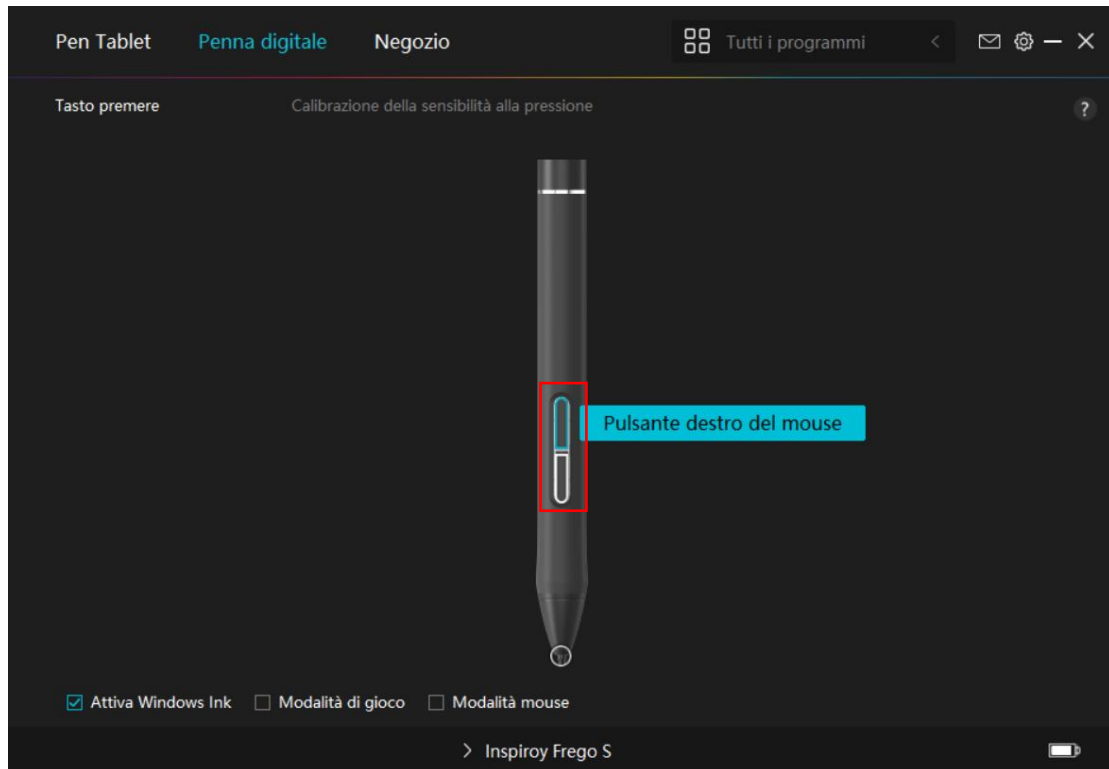 Pen Tablet Penna digitale Negozio Tutti i programmi
Tasto premere Calibrazione della sensibilità alla pressione ?
Pulsante destro del mouse
Attiva Windows Ink Modalità di gioco Modalità mouse
Inspiroy Frego S